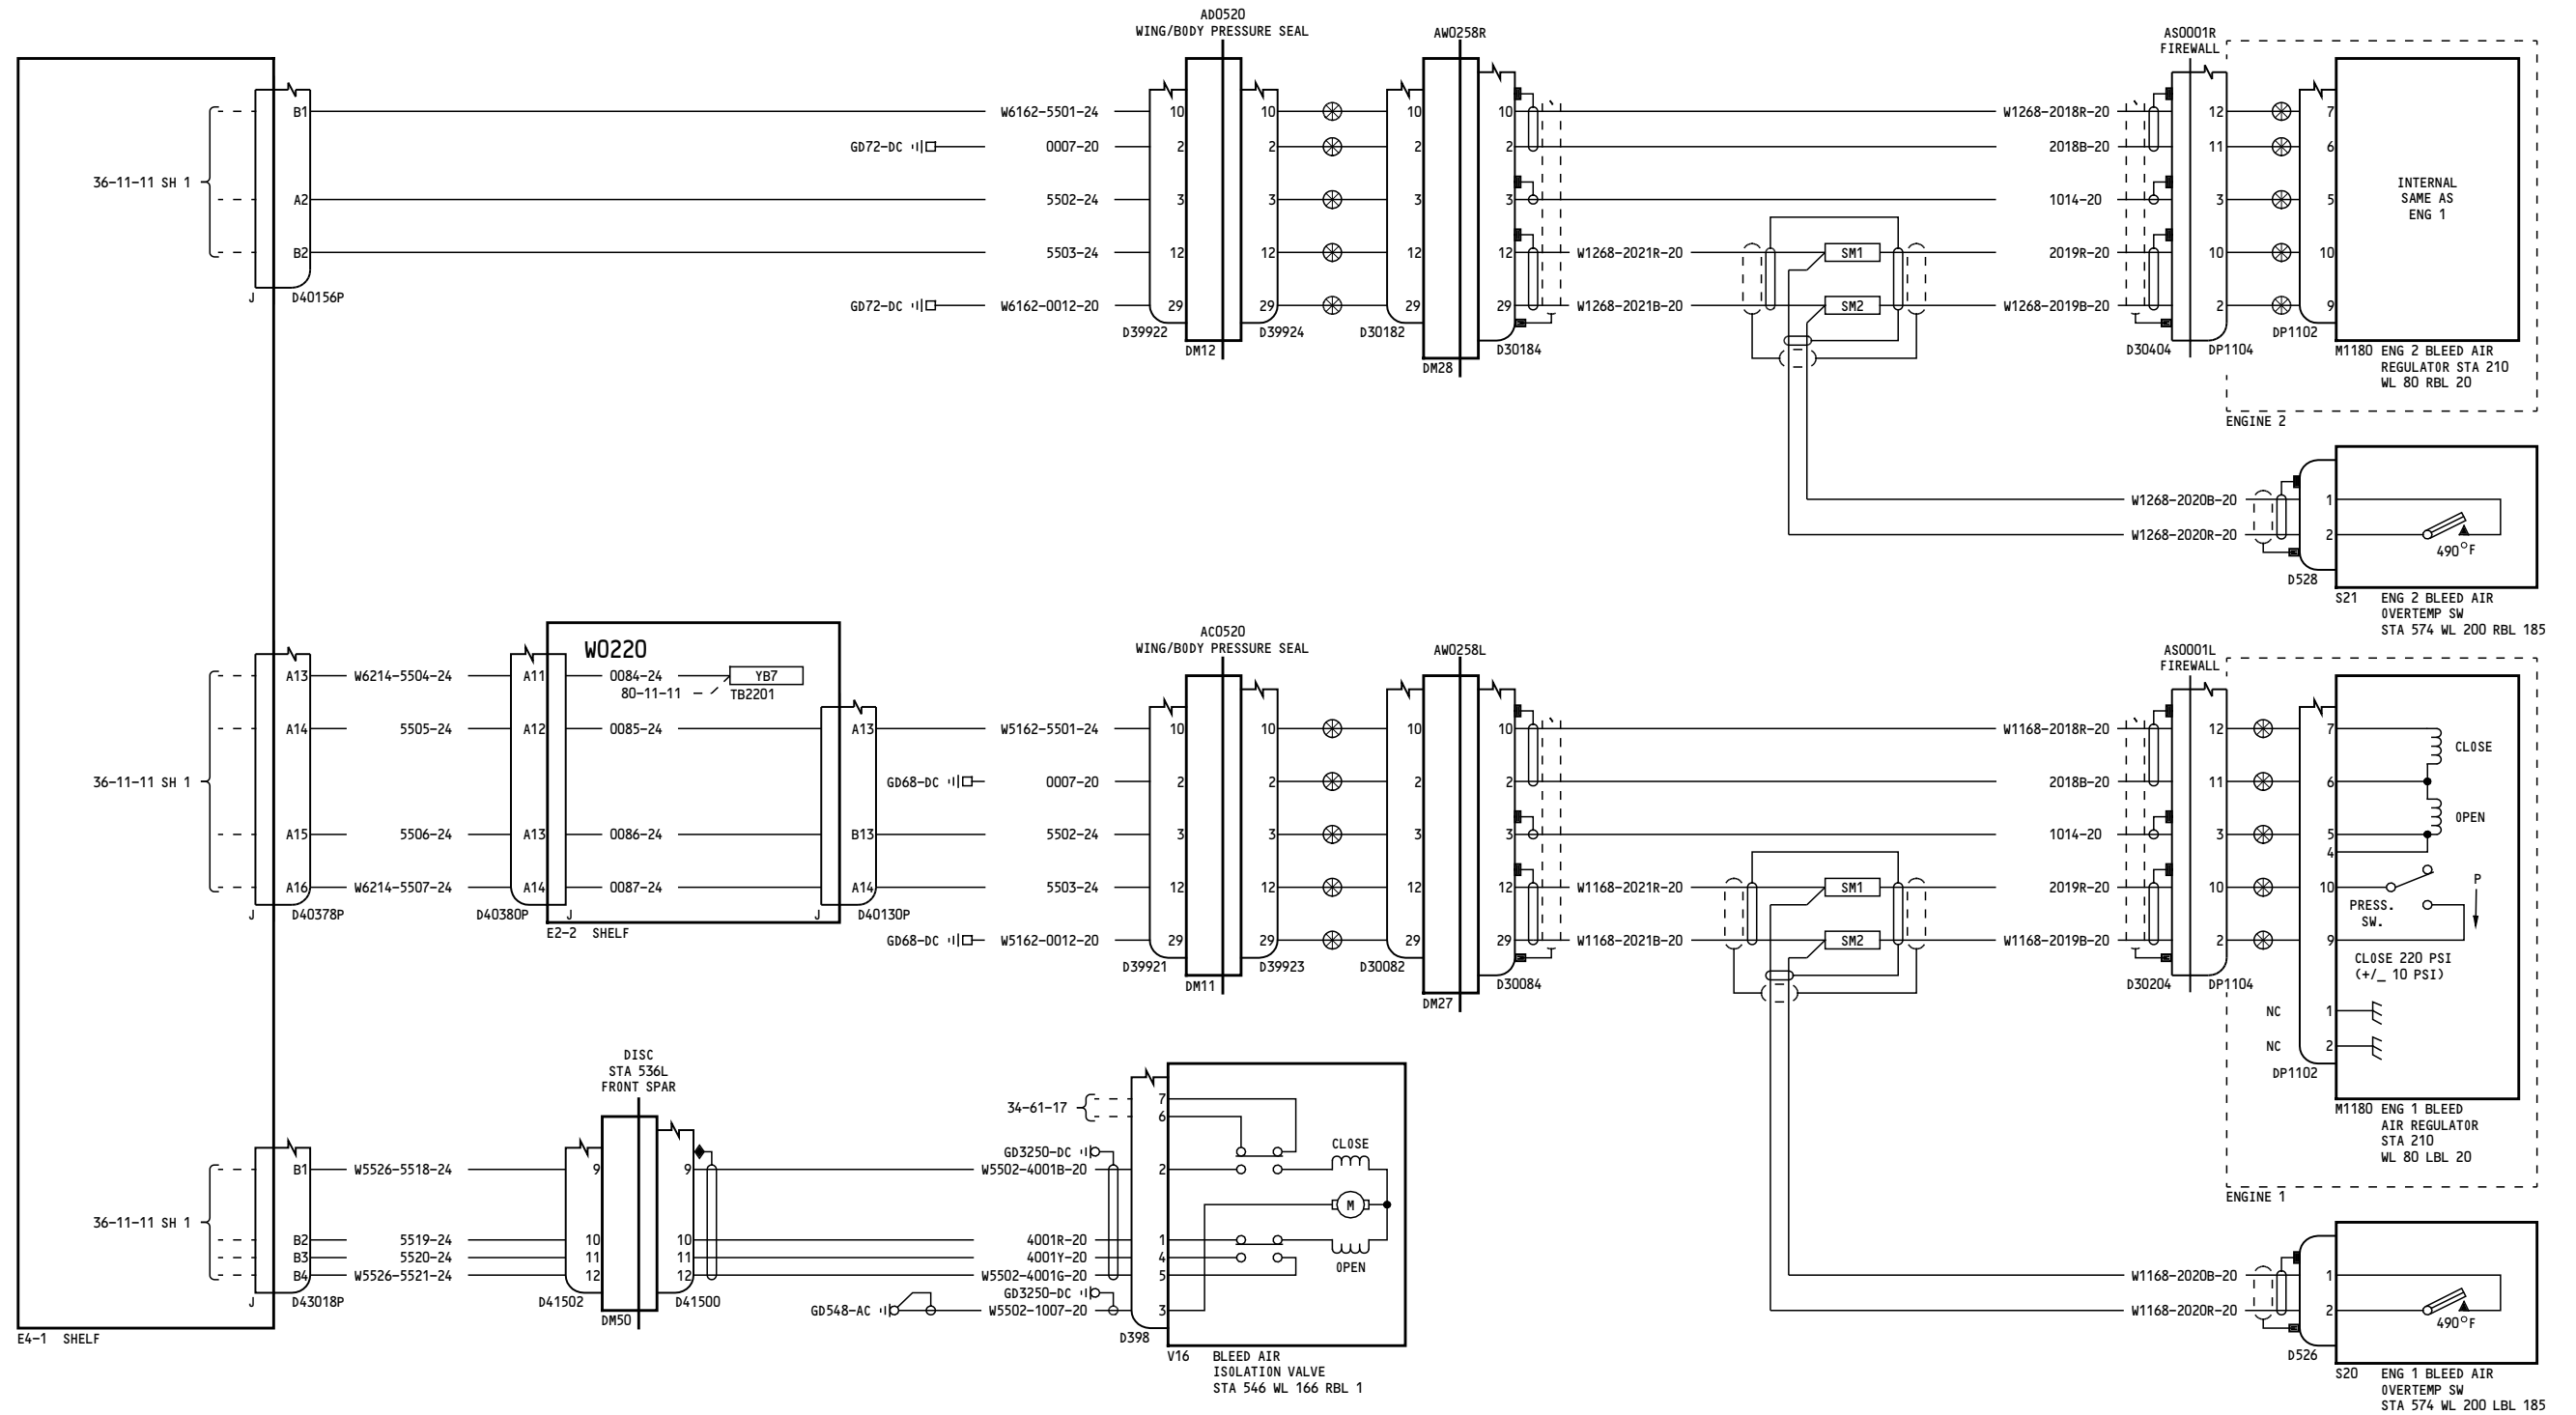 AD0520
WING/BODY PRESSURE SEAL
AW0258R
AS0001R
FIREWALL
36-11-11 SH 1
B1
W6162-5501-24
10
10
10
10
W1268-2018R-20
12
7
GD72-DC
0007-20
2
2
2
2
2018B-20
11
6
A2
5502-24
3
3
3
3
1014-20
3
5
INTERNAL
SAME AS
ENG 1
B2
5503-24
12
12
12
12
W1268-2021R-20
SM1
2019R-20
10
10
GD72-DC
W6162-0012-20
29
29
29
29
W1268-2021B-20
SM2
W1268-2019B-20
2
9
J
D40156P
D39922
DM12
D39924
D30182
DM28
D30184
D30404
DP1104
DP1102
M1180 ENG 2 BLEED AIR
REGULATOR STA 210
WL 80 RBL 20
ENGINE 2
W1268-2020B-20
1
W1268-2020R-20
2
490°F
D528
S21 ENG 2 BLEED AIR
OVERTEMP SW
STA 574 WL 200 RBL 185
AC0520
WING/BODY PRESSURE SEAL
AW0258L
AS0001L
FIREWALL
W0220
A13
W6214-5504-24
A11
0084-24
YB7
80-11-11
TB2201
36-11-11 SH 1
A14
5505-24
A12
0085-24
A13
W5162-5501-24
10
10
10
10
W1168-2018R-20
12
7
CLOSE
GD68-DC
0007-20
2
2
2
2
2018B-20
11
6
OPEN
A15
5506-24
A13
0086-24
B13
5502-24
3
3
3
3
1014-20
3
5
4
A16
W6214-5507-24
A14
0087-24
A14
5503-24
12
12
12
12
W1168-2021R-20
SM1
2019R-20
10
10
P
PRESS.
SW.
J
D40378P
D40380P
J
J
D40130P
E2-2 SHELF
GD68-DC
W5162-0012-20
29
29
29
29
W1168-2021B-20
SM2
W1168-2019B-20
2
9
CLOSE 220 PSI
(+/_ 10 PSI)
D39921
DM11
D39923
D30082
DM27
D30084
D30204
DP1104
NC
1
NC
2
DP1102
M1180 ENG 1 BLEED
AIR REGULATOR
STA 210
WL 80 LBL 20
ENGINE 1
DISC
STA 536L
FRONT SPAR
34-61-17
7
6
CLOSE
GD3250-DC
B1
W5526-5518-24
9
9
W5502-4001B-20
2
M
36-11-11 SH 1
B2
5519-24
10
10
4001R-20
1
B3
5520-24
11
11
4001Y-20
4
B4
W5526-5521-24
12
12
W5502-4001G-20
5
OPEN
GD3250-DC
GD548-AC
W5502-1007-20
3
J
D43018P
D41502
DM50
D41500
D398
E4-1 SHELF
V16 BLEED AIR
ISOLATION VALVE
STA 546 WL 166 RBL 1
W1168-2020B-20
1
W1168-2020R-20
2
490°F
D526
S20 ENG 1 BLEED AIR
OVERTEMP SW
STA 574 WL 200 LBL 185